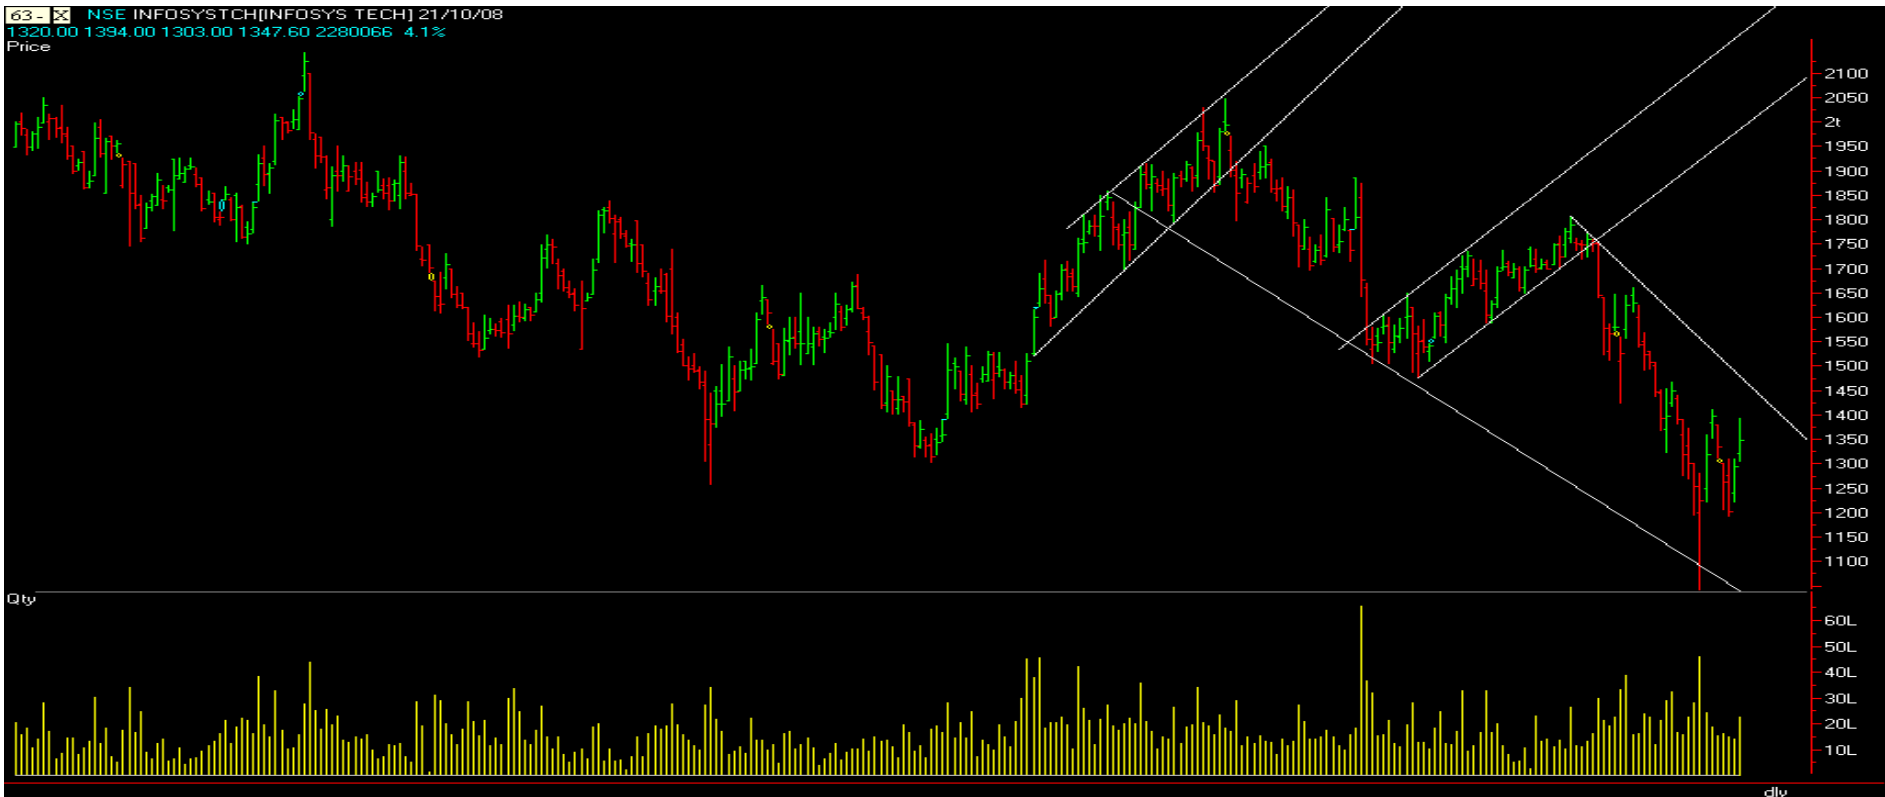 63- X NSE INFOSYSTCH[INFOSYS TECH] 21/10/08
1320.00 1394.00 1303.00 1347.60 2280066 4.1%
Price
2100
2050
2t
1950
1900
1850
1800
1750
1700
1650
1600
1550
1500
1450
1400
1350
1300
1250
1200
1150
1100
Qty
60L
50L
40L
30L
20L
10L
dly